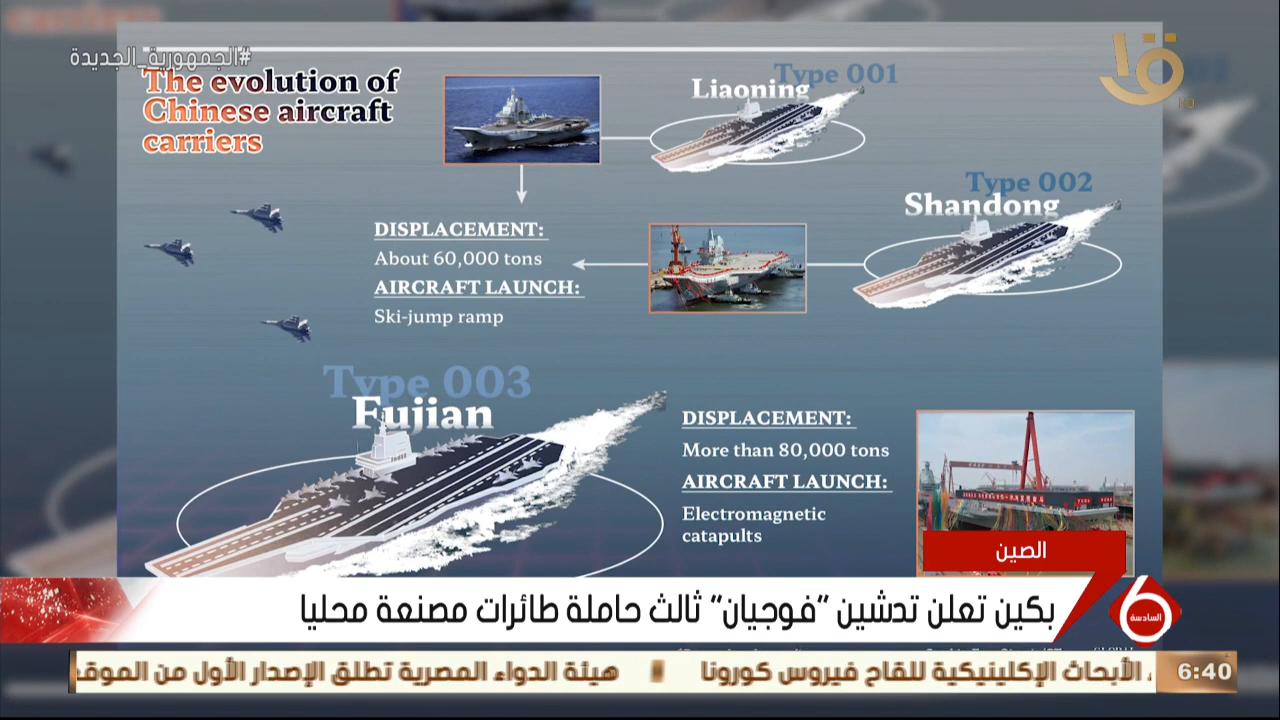 #الجمهورية_الجديدة
The evolution of
Chinese aircraft
carriers
Type 001
Liaoning
Type 002
Shandong
DISPLACEMENT:
About 60,000 tons
AIRCRAFT LAUNCH:
Ski-jump ramp
Type 003
Fujian
DISPLACEMENT:
More than 80,000 tons
AIRCRAFT LAUNCH:
Electromagnetic
catapults
HD
الصين
السادسة
6
بكين تعلن تدشين "فوجيان" ثالث حاملة طائرات مصنعة محليا
الأبحاث الإكلينيكية للقاح فيروس كورونا
هيئة الدواء المصرية تطلق الإصدار الأول من
6:40